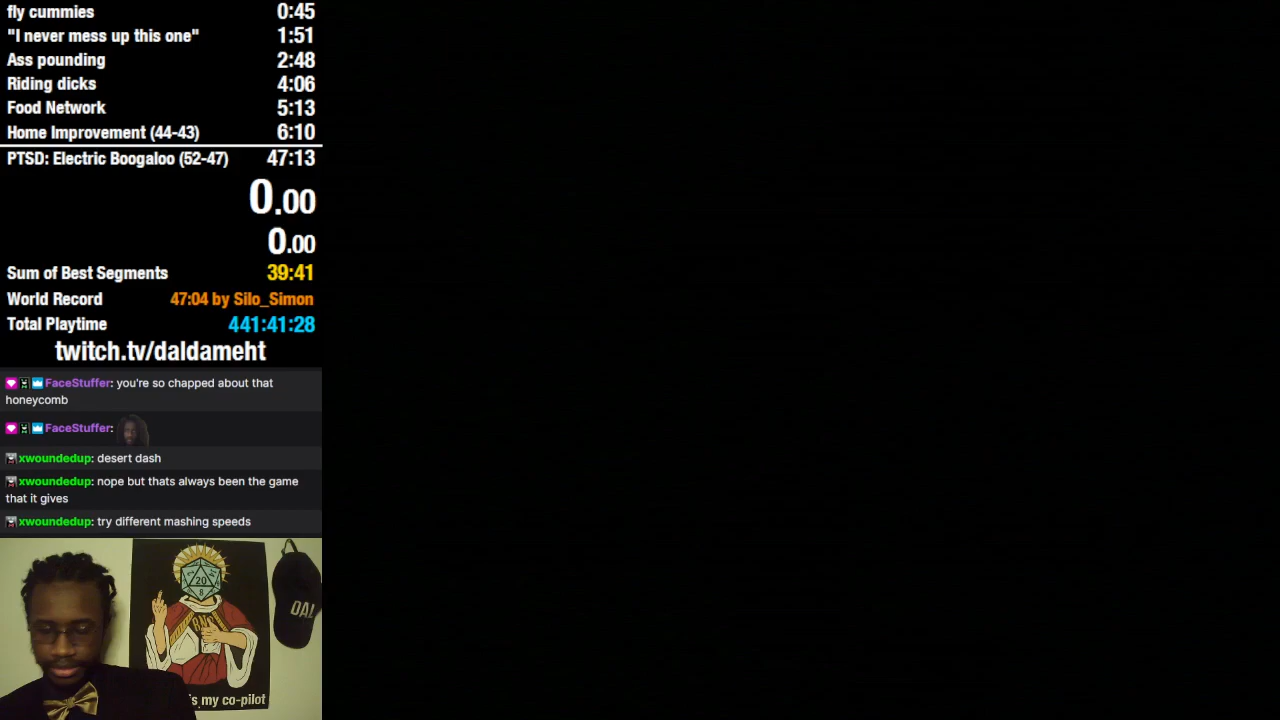 fly cummies 0:45
"I never mess up this one" 1:51
Ass pounding 2:48
Riding dicks 4:06
Food Network 5:13
Home Improvement (44-43) 6:10
PTSD: Electric Boogaloo (52-47) 47:13
0.00
0.00
Sum of Best Segments 39:41
World Record 47:04 by Silo_Simon
Total Playtime 441:41:28
twitch.tv/daldameht
FaceStuffer: you're so chapped about that
honeycomb
FaceStuffer:
xwoundedup: desert dash
xwoundedup: nope but thats always been the game
that it gives
xwoundedup: try different mashing speeds
20
8
DAL
is my co-pilot